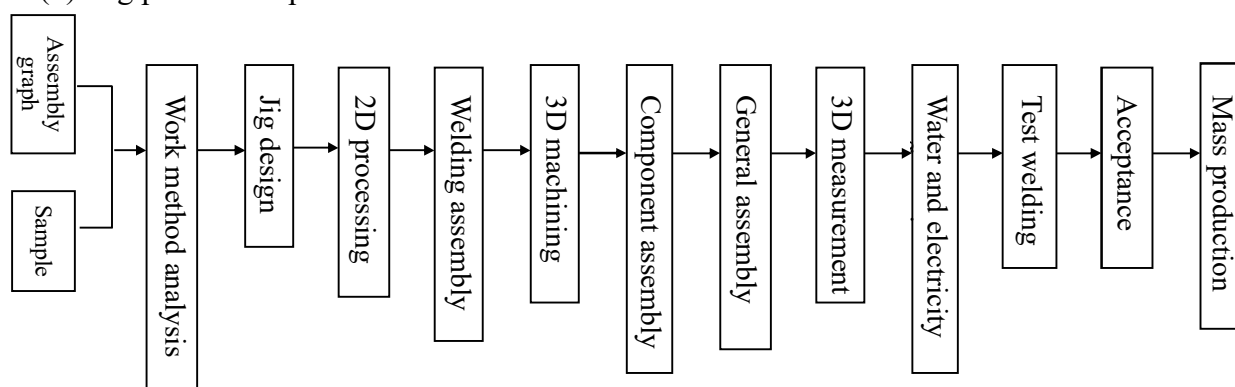 Assembly
graph
Sample
Work method analysis
Jig design
2D processing
Welding assembly
3D machining
Component assembly
General assembly
3D measurement
Water and electricity
Test welding
Acceptance
Mass production